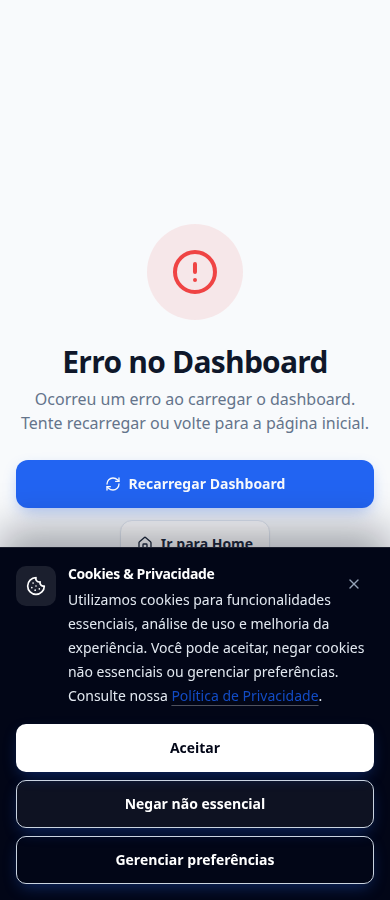 Erro no Dashboard
Ocorreu um erro ao carregar o dashboard.
Tente recarregar ou volte para a página inicial.
Recarregar Dashboard
Ir para Home
Cookies & Privacidade
Utilizamos cookies para funcionalidades
essenciais, análise de uso e melhoria da
experiência. Você pode aceitar, negar cookies
não essenciais ou gerenciar preferências.
Consulte nossa Política de Privacidade.
Aceitar
Negar não essencial
Gerenciar preferências